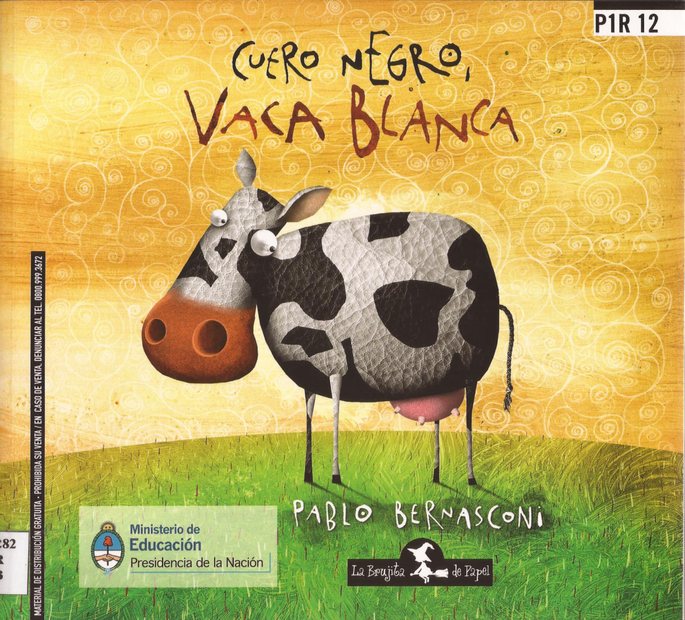 P1R 12
CUERO NEGRO,
VACA BLANCA
MATERIAL DE DISTRIBUCIÓN GRATUITA - PROHIBIDA SU VENTA / EN CASO DE VENTA, DENUNCIAR AL TEL. 0800.999.3672
PABLO BERNASCONI
Ministerio de
Educación
Presidencia de la Nación
La Brujita de Papel